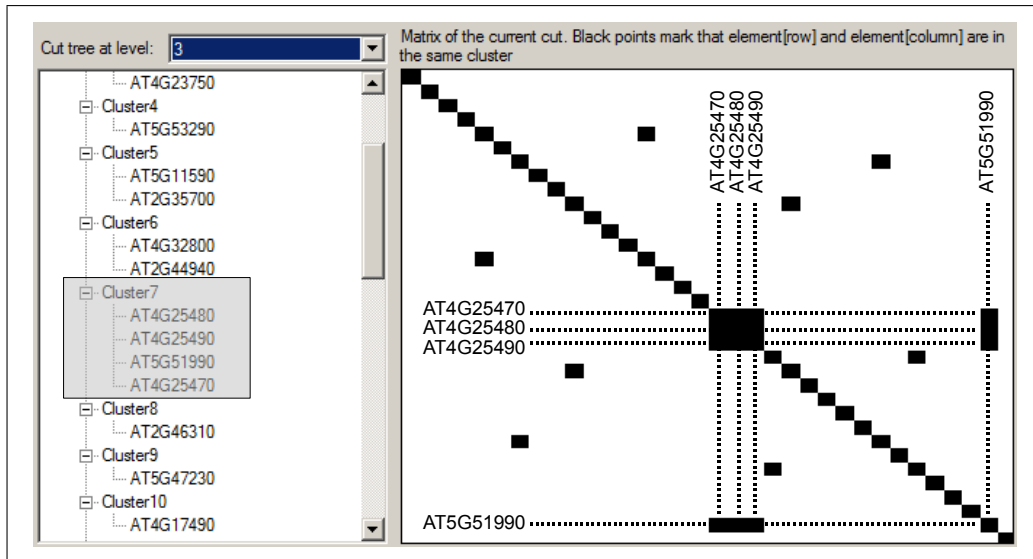 Cut tree at level: 3
AT4G23750
Cluster4
AT5G53290
Cluster5
AT5G11590
AT2G35700
Cluster6
AT4G32800
AT2G44940
Cluster7
AT4G25480
AT4G25490
AT5G51990
AT4G25470
Cluster8
AT2G46310
Cluster9
AT5G47230
Cluster10
AT4G17490
Matrix of the current cut. Black points mark that element[row] and element[column] are in
the same cluster
AT4G25470
AT4G25480
AT4G25490
AT5G51990
AT4G25470
AT4G25480
AT4G25490
AT5G51990